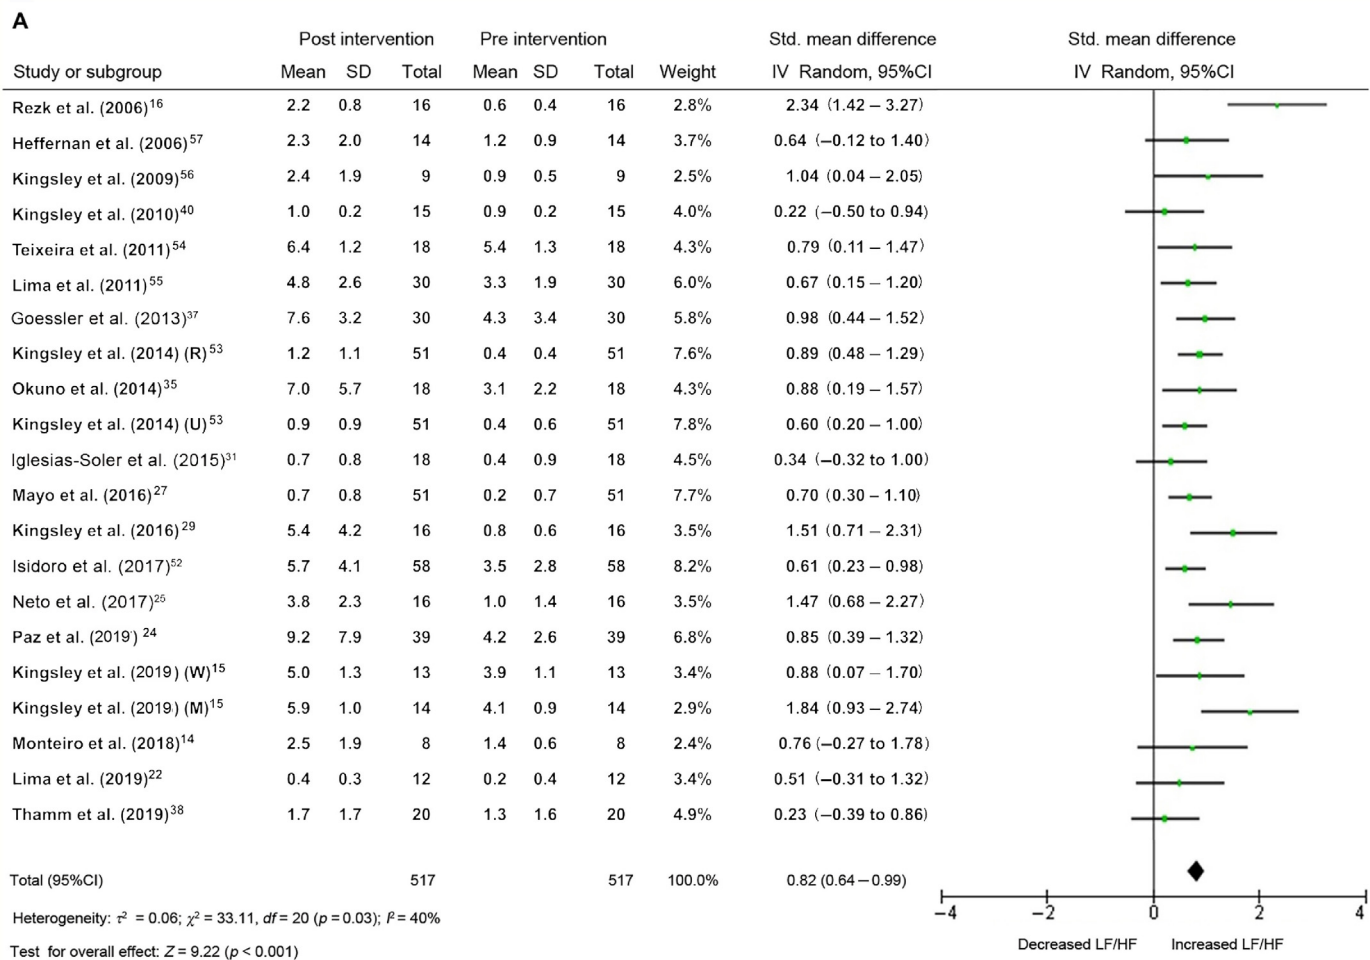 A
Post intervention Pre intervention Std. mean difference Std. mean difference
Study or subgroup Mean SD Total Mean SD Total Weight IV Random, 95%CI IV Random, 95%CI
Rezk et al. (2006)16 2.2 0.8 16 0.6 0.4 16 2.8% 2.34 (1.42 – 3.27)
Heffernan et al. (2006)57 2.3 2.0 14 1.2 0.9 14 3.7% 0.64 (−0.12 to 1.40)
Kingsley et al. (2009)56 2.4 1.9 9 0.9 0.5 9 2.5% 1.04 (0.04 – 2.05)
Kingsley et al. (2010)40 1.0 0.2 15 0.9 0.2 15 4.0% 0.22 (−0.50 to 0.94)
Teixeira et al. (2011)54 6.4 1.2 18 5.4 1.3 18 4.3% 0.79 (0.11 – 1.47)
Lima et al. (2011)55 4.8 2.6 30 3.3 1.9 30 6.0% 0.67 (0.15 – 1.20)
Goessler et al. (2013)37 7.6 3.2 30 4.3 3.4 30 5.8% 0.98 (0.44 – 1.52)
Kingsley et al. (2014) (R)53 1.2 1.1 51 0.4 0.4 51 7.6% 0.89 (0.48 – 1.29)
Okuno et al. (2014)35 7.0 5.7 18 3.1 2.2 18 4.3% 0.88 (0.19 – 1.57)
Kingsley et al. (2014) (U)53 0.9 0.9 51 0.4 0.6 51 7.8% 0.60 (0.20 – 1.00)
Iglesias-Soler et al. (2015)31 0.7 0.8 18 0.4 0.9 18 4.5% 0.34 (−0.32 to 1.00)
Mayo et al. (2016)27 0.7 0.8 51 0.2 0.7 51 7.7% 0.70 (0.30 – 1.10)
Kingsley et al. (2016)29 5.4 4.2 16 0.8 0.6 16 3.5% 1.51 (0.71 – 2.31)
Isidoro et al. (2017)52 5.7 4.1 58 3.5 2.8 58 8.2% 0.61 (0.23 – 0.98)
Neto et al. (2017)25 3.8 2.3 16 1.0 1.4 16 3.5% 1.47 (0.68 – 2.27)
Paz et al. (2019) 24 9.2 7.9 39 4.2 2.6 39 6.8% 0.85 (0.39 – 1.32)
Kingsley et al. (2019) (W)15 5.0 1.3 13 3.9 1.1 13 3.4% 0.88 (0.07 – 1.70)
Kingsley et al. (2019) (M)15 5.9 1.0 14 4.1 0.9 14 2.9% 1.84 (0.93 – 2.74)
Monteiro et al. (2018)14 2.5 1.9 8 1.4 0.6 8 2.4% 0.76 (−0.27 to 1.78)
Lima et al. (2019)22 0.4 0.3 12 0.2 0.4 12 3.4% 0.51 (−0.31 to 1.32)
Thamm et al. (2019)38 1.7 1.7 20 1.3 1.6 20 4.9% 0.23 (−0.39 to 0.86)
Total (95%CI) 517 517 100.0% 0.82 (0.64–0.99)
−4 −2 0 2 4
Heterogeneity: τ² = 0.06; χ² = 33.11, df = 20 (p = 0.03); I² = 40%
Decreased LF/HF Increased LF/HF
Test for overall effect: Z = 9.22 (p < 0.001)